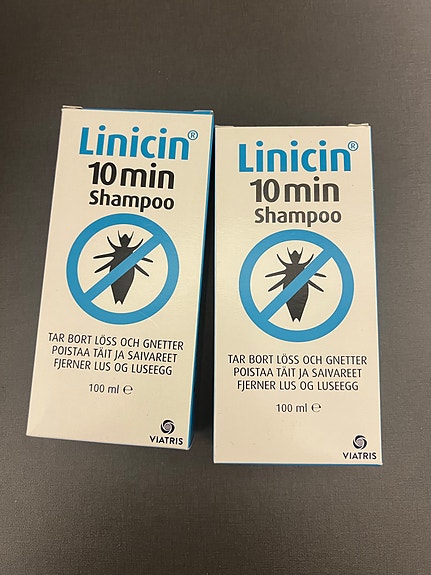 Linicin®
10 min
Shampoo
TAR BORT LÖSS OCH GNETTER
POISTAA TÄIT JA SAIVAREET
FJERNER LUS OG LUSEEGG
100 ml ℮
VIATRIS
Linicin®
10 min
Shampoo
TAR BORT LÖSS OCH GNETTER
POISTAA TÄIT JA SAIVAREET
FJERNER LUS OG LUSEEGG
100 ml ℮
VIATRIS